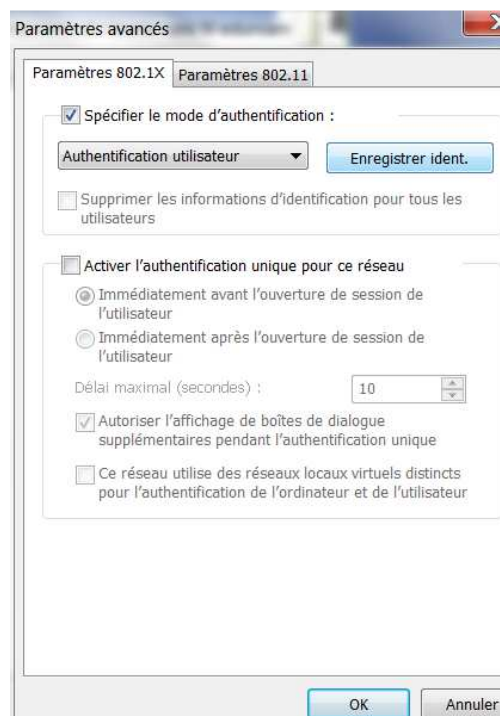 Paramètres avancés
Paramètres 802.1X Paramètres 802.11
Spécifier le mode d'authentification :
Authentification utilisateur Enregistrer ident.
Supprimer les informations d'identification pour tous les
utilisateurs
Activer l'authentification unique pour ce réseau
Immédiatement avant l'ouverture de session de
l'utilisateur
Immédiatement après l'ouverture de session de
l'utilisateur
Délai maximal (secondes) : 10
Autoriser l'affichage de boîtes de dialogue
supplémentaires pendant l'authentification unique
Ce réseau utilise des réseaux locaux virtuels distincts
pour l'authentification de l'ordinateur et de l'utilisateur
OK Annuler